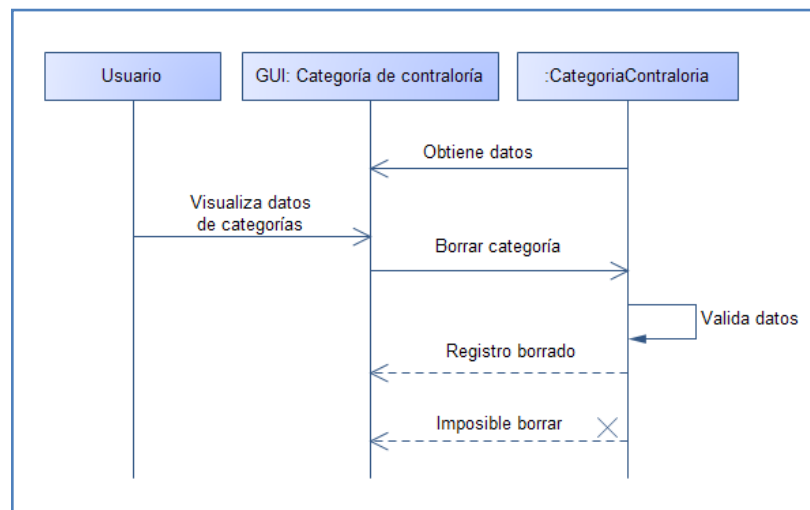 Usuario
GUI: Categoría de contraloría
:CategoriaContraloria
Obtiene datos
Visualiza datos
de categorías
Borrar categoría
Valida datos
Registro borrado
Imposible borrar